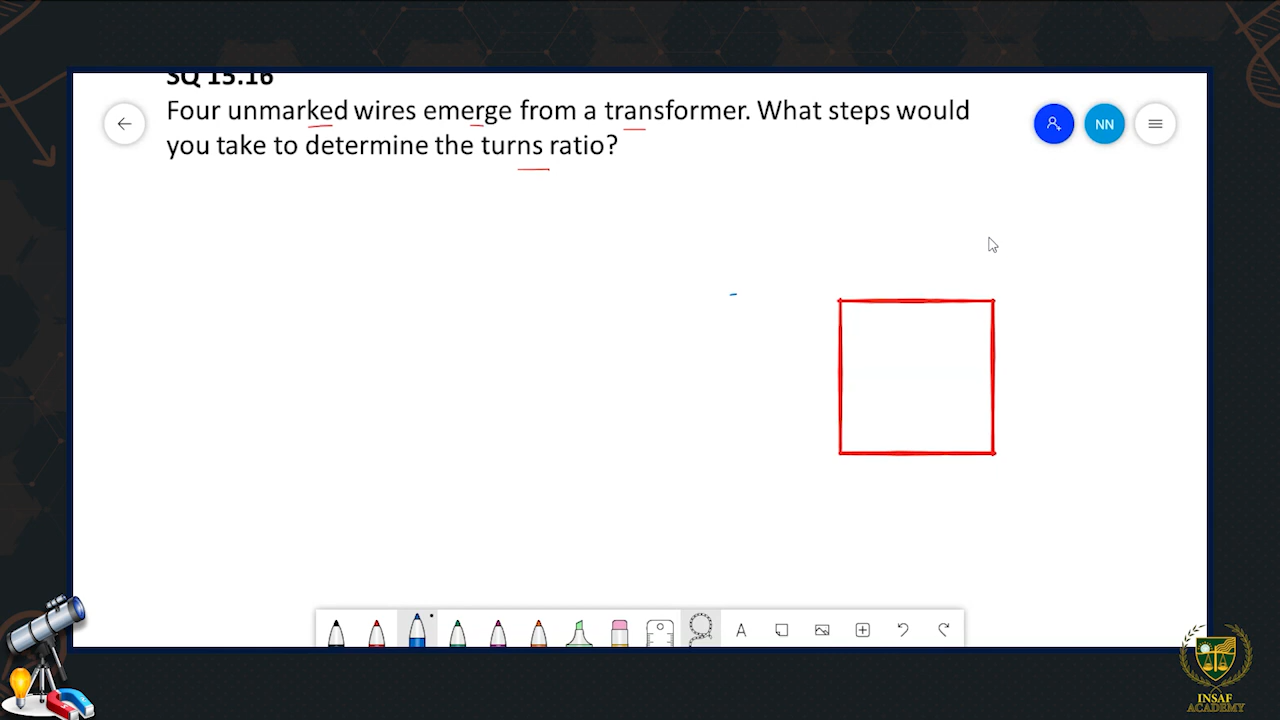 SQ 15.16
Four unmarked wires emerge from a transformer. What steps would
you take to determine the turns ratio?
NN
A
INSAF
ACADEMY